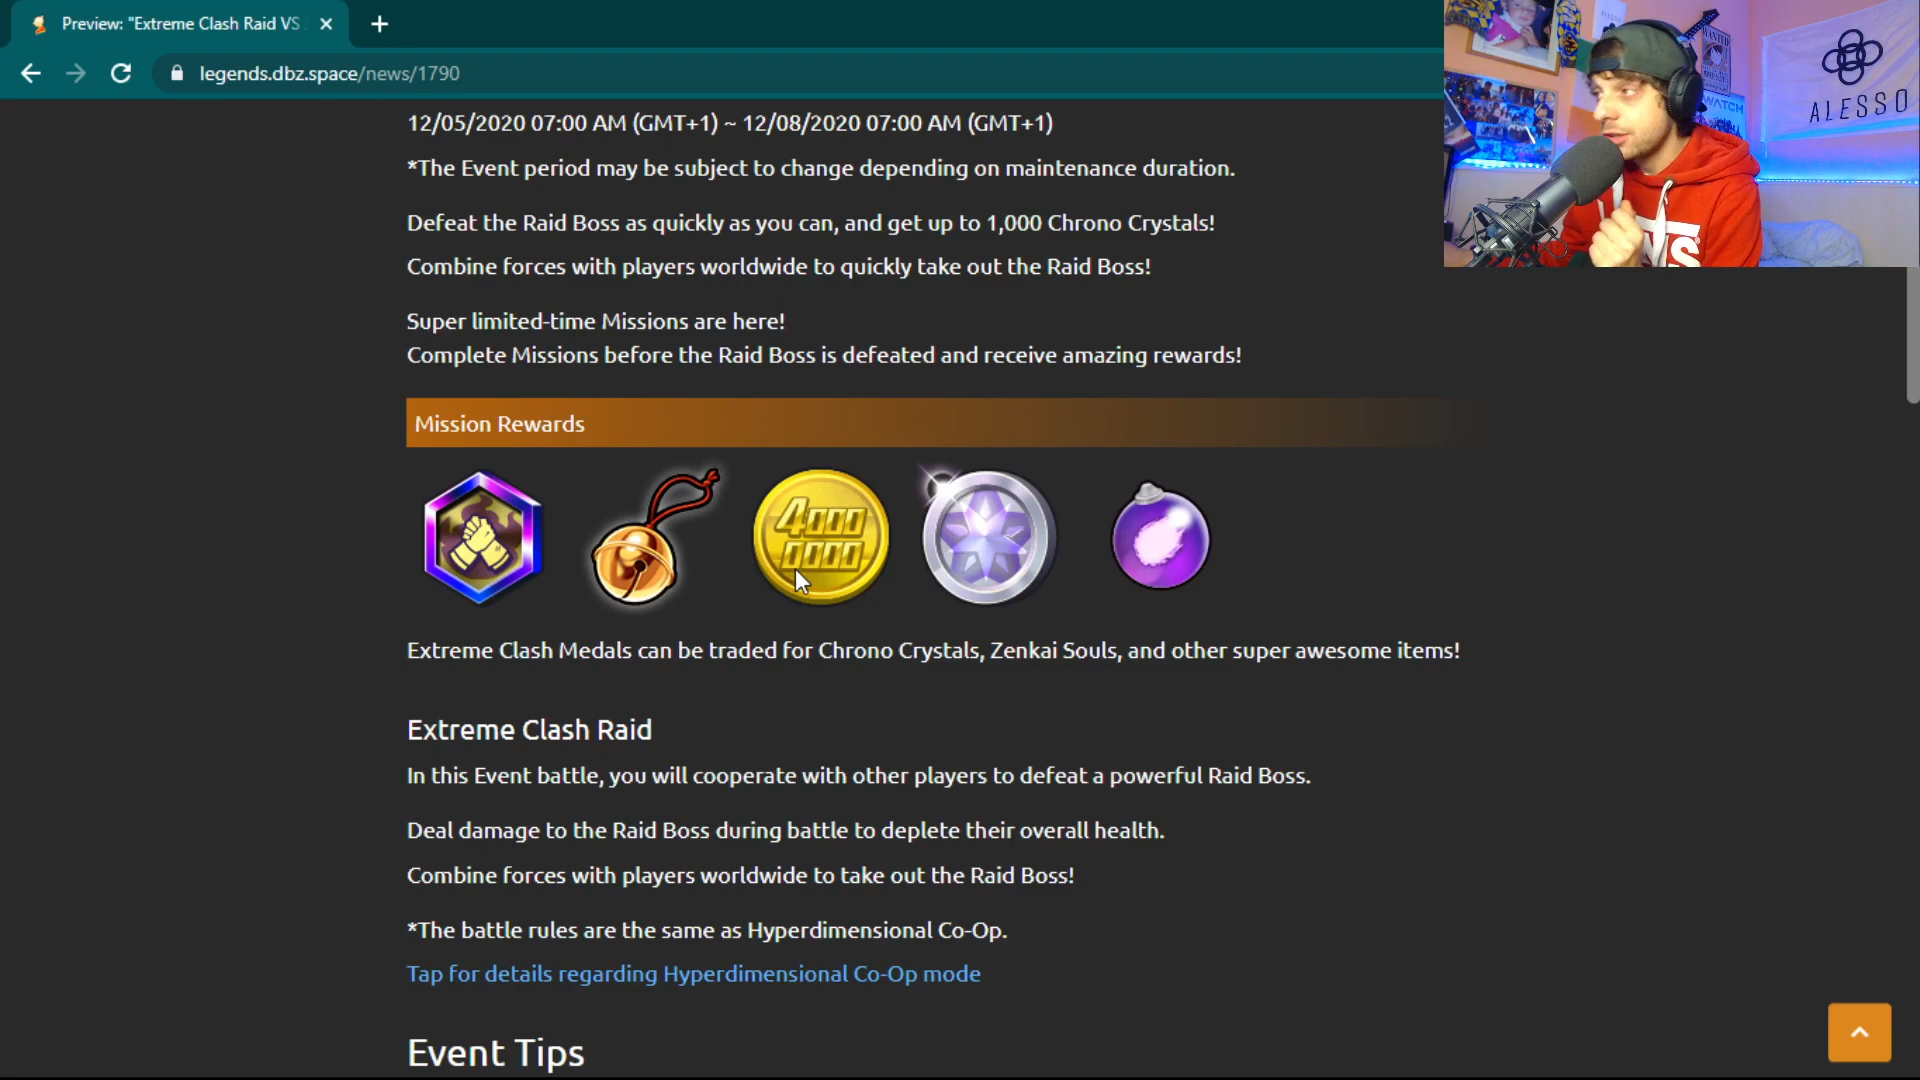 Preview: "Extreme Clash Raid VS
legends.dbz.space/news/1790
WANTED
WATCH
ALESSO
12/05/2020 07:00 AM (GMT+1) ~ 12/08/2020 07:00 AM (GMT+1)
*The Event period may be subject to change depending on maintenance duration.
Defeat the Raid Boss as quickly as you can, and get up to 1,000 Chrono Crystals!
Combine forces with players worldwide to quickly take out the Raid Boss!
Super limited-time Missions are here!
Complete Missions before the Raid Boss is defeated and receive amazing rewards!
Mission Rewards
4000
0000
Extreme Clash Medals can be traded for Chrono Crystals, Zenkai Souls, and other super awesome items!
Extreme Clash Raid
In this Event battle, you will cooperate with other players to defeat a powerful Raid Boss.
Deal damage to the Raid Boss during battle to deplete their overall health.
Combine forces with players worldwide to take out the Raid Boss!
*The battle rules are the same as Hyperdimensional Co-Op.
Tap for details regarding Hyperdimensional Co-Op mode
Event Tips